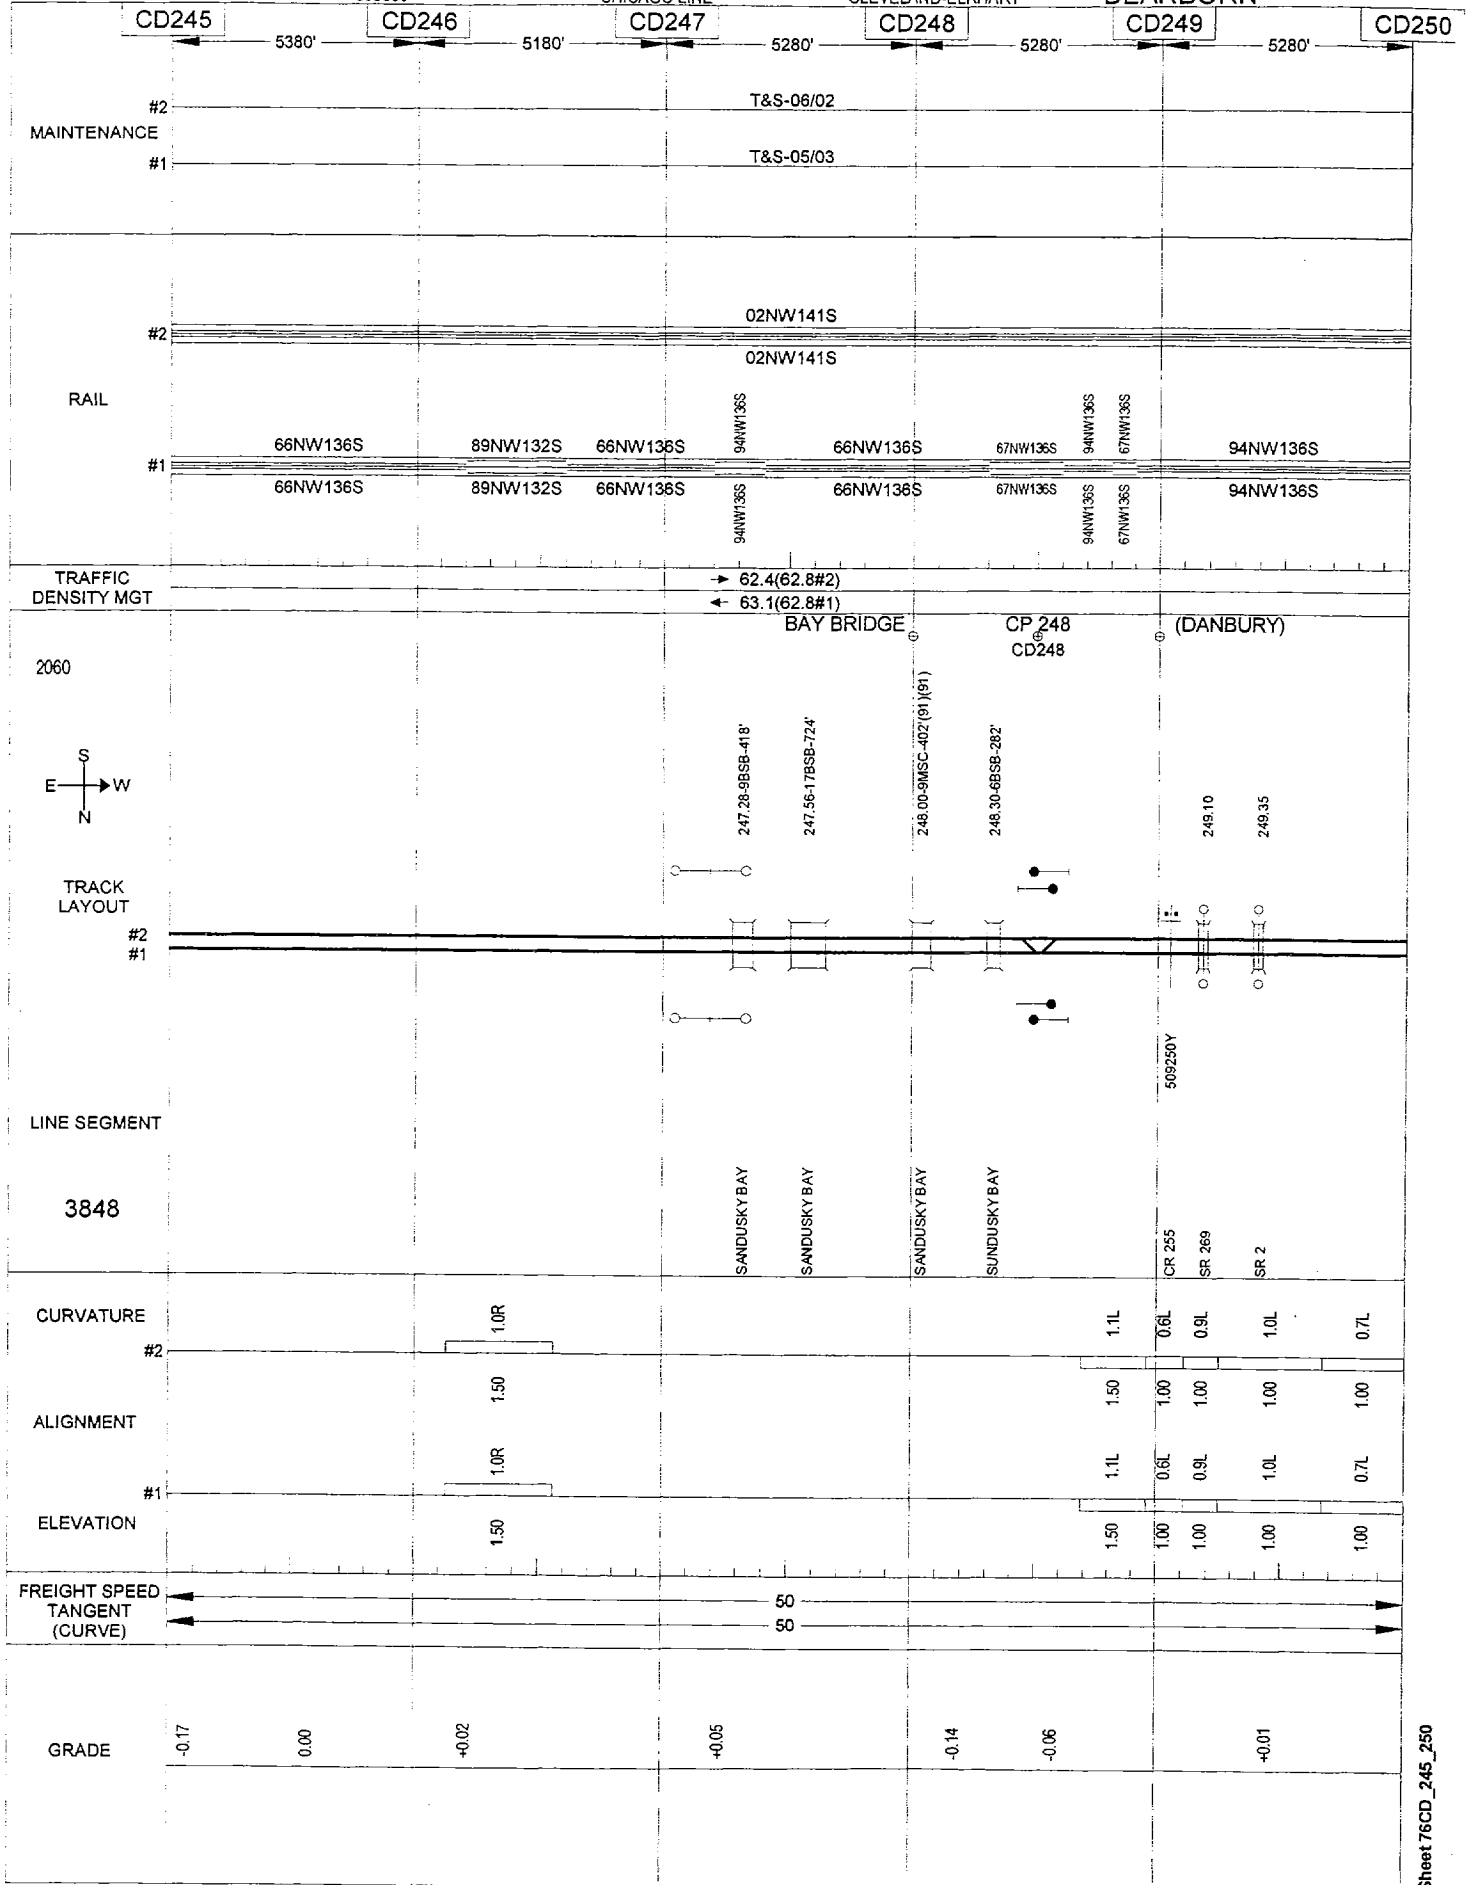 CHICAGO LINE CLEVELAND-ELKHART DEARBORN
CD245 CD246 CD247 CD248 CD249 CD250
5380' 5180' 5280' 5280' 5280'
MAINTENANCE
#2 T&S-06/02
#1 T&S-05/03
RAIL
#2
02NW141S
02NW141S
#1
66NW136S 89NW132S 66NW136S 94NW136S 66NW136S 67NW136S 94NW136S 67NW136S 94NW136S
66NW136S 89NW132S 66NW136S 94NW136S 66NW136S 67NW136S 94NW136S 67NW136S 94NW136S
TRAFFIC
DENSITY MGT
62.4(62.8#2)
63.1(62.8#1)
BAY BRIDGE CP 248 (DANBURY)
CD248
2060
S
E W
N
247.28-9BSB-418'
247.56-17BSB-724'
248.00-9MSC-402'(91)(91)
248.30-6BSB-282'
249.10
249.35
TRACK
LAYOUT
#2
#1
509250Y
LINE SEGMENT
3848
SANDUSKY BAY
SANDUSKY BAY
SANDUSKY BAY
SUNDUSKY BAY
CR 255
SR 269
SR 2
CURVATURE
#2
1.0R 1.1L 0.6L 0.9L 1.0L 0.7L
1.50 1.50 1.00 1.00 1.00 1.00
ALIGNMENT
#1
1.0R 1.1L 0.6L 0.9L 1.0L 0.7L
1.50 1.50 1.00 1.00 1.00 1.00
ELEVATION
FREIGHT SPEED
TANGENT
(CURVE)
50
50
GRADE
-0.17 0.00 +0.02 +0.05 -0.14 -0.06 +0.01
Sheet 76CD_245_250